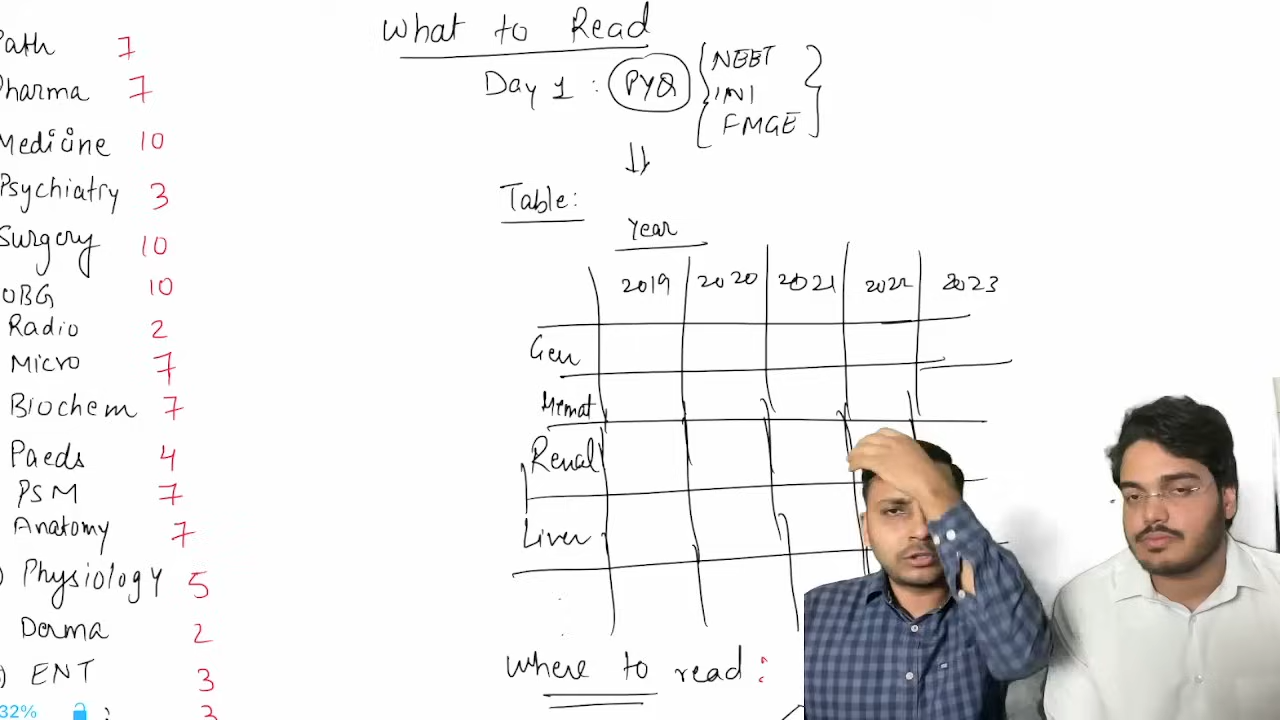 Path 7
Pharma 7
Medicine 10
Psychiatry 3
Surgery 10
OBG 10
Radio 2
Micro 7
Biochem 7
Paeds 4
PSM 7
Anatomy 7
) Physiology 5
Derma 2
) ENT 3
: 3
32%
What to Read
Day 1 : PYQ { NEET
INI
FMGE }
⇓
Table:
Year
2019 2020 2021 2022 2023
Gen
Hemat
Renal
Liver
Where to read :